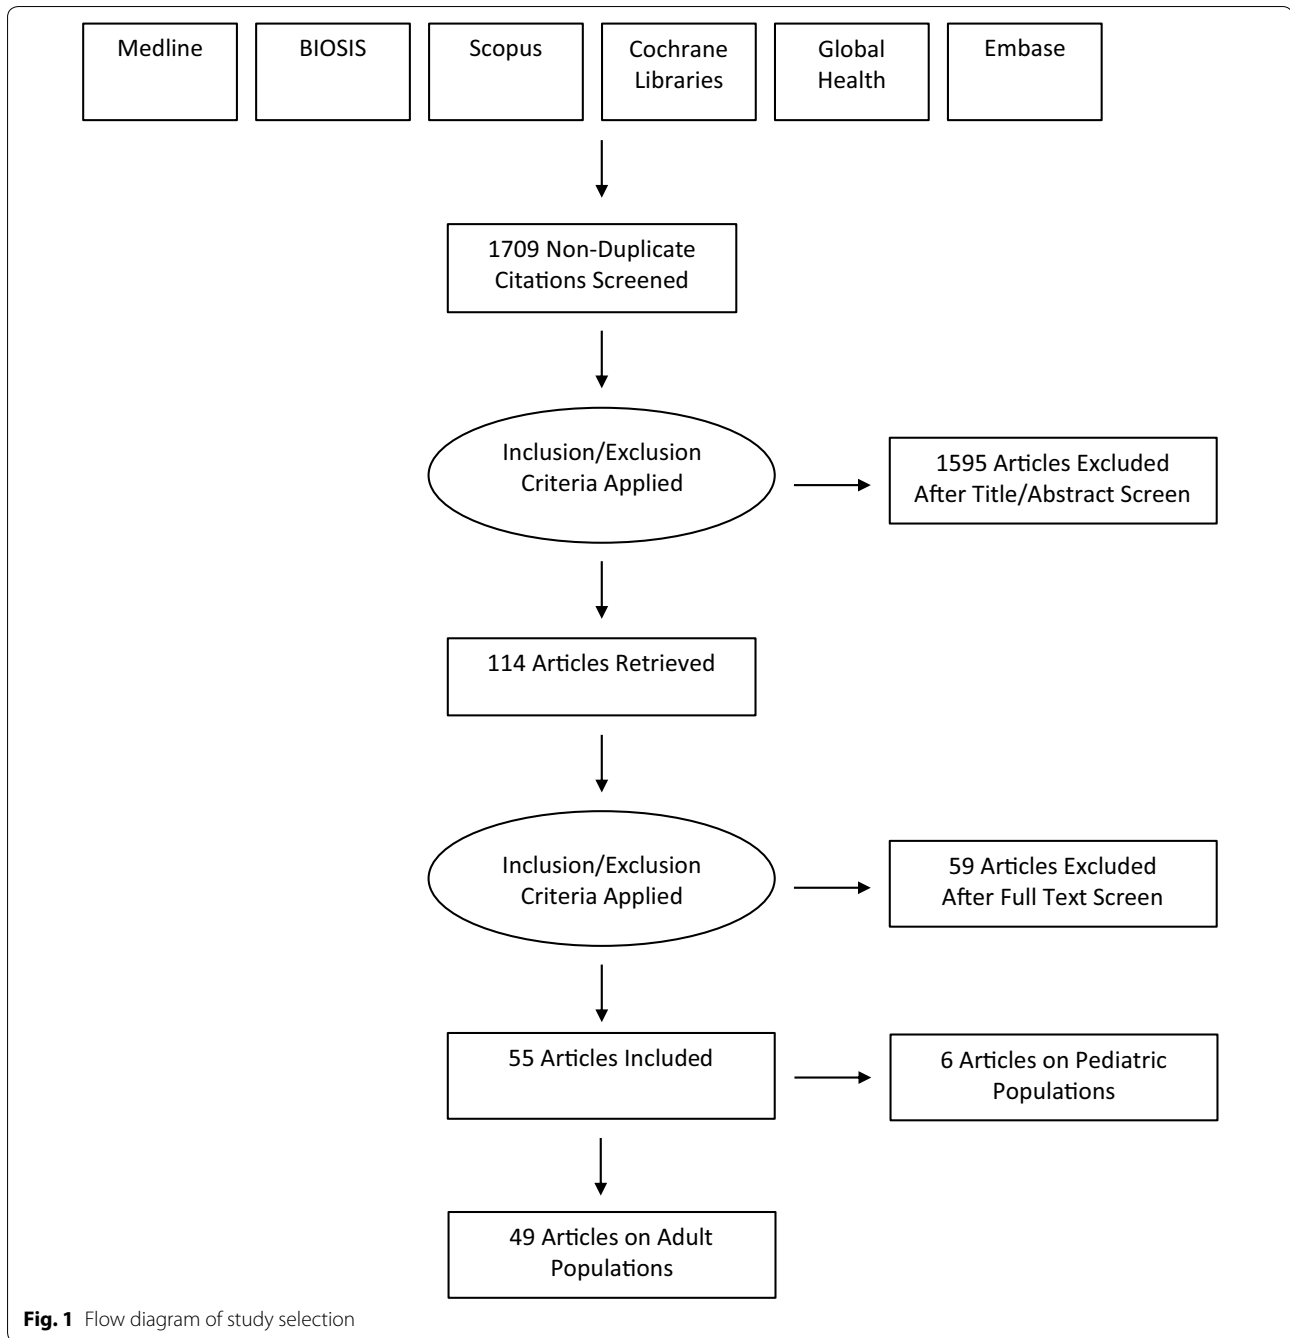 Medline
BIOSIS
Scopus
Cochrane
Libraries
Global
Health
Embase
1709 Non-Duplicate
Citations Screened
Inclusion/Exclusion
Criteria Applied
1595 Articles Excluded
After Title/Abstract Screen
114 Articles Retrieved
Inclusion/Exclusion
Criteria Applied
59 Articles Excluded
After Full Text Screen
55 Articles Included
6 Articles on Pediatric
Populations
49 Articles on Adult
Populations
Fig. 1 Flow diagram of study selection